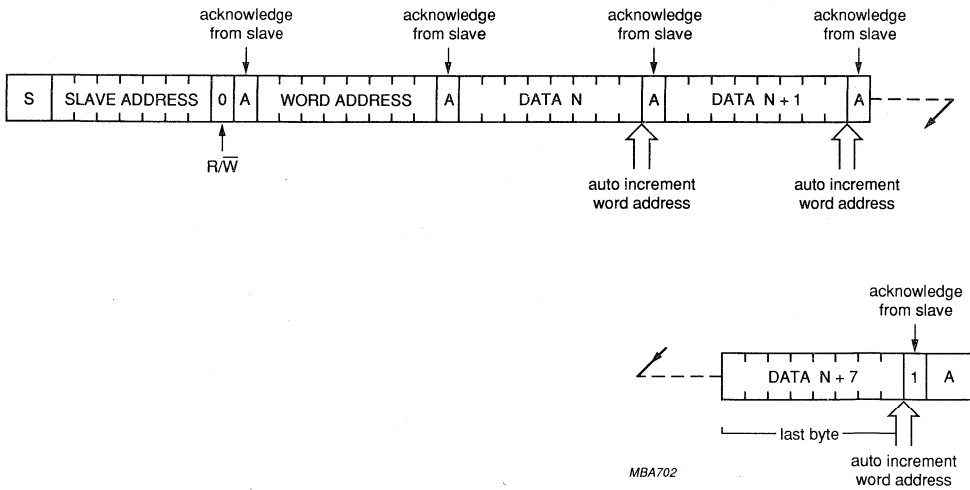 acknowledge from slave
acknowledge from slave
acknowledge from slave
acknowledge from slave
S SLAVE ADDRESS 0 A WORD ADDRESS A DATA N A DATA N + 1 A
R/W̅
auto increment word address
auto increment word address
acknowledge from slave
DATA N + 7 1 A
last byte
auto increment word address
MBA702